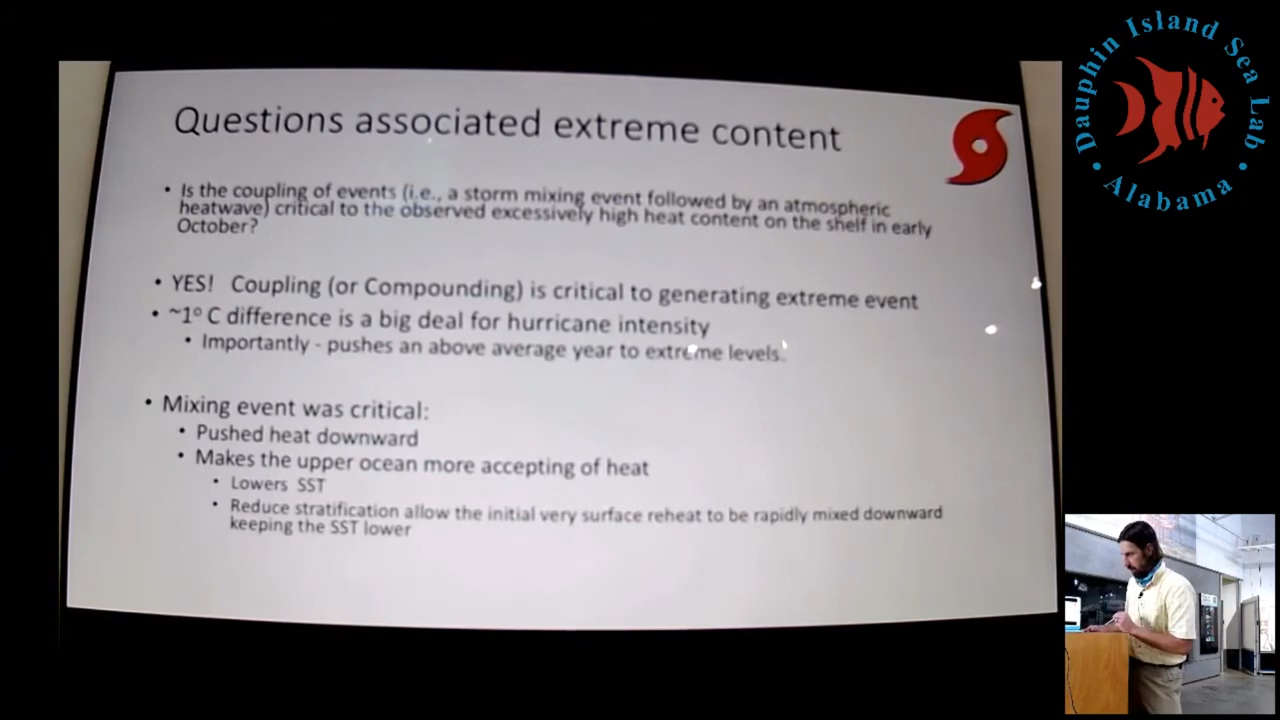 Questions associated extreme content
• Is the coupling of events (i.e., a storm mixing event followed by an atmospheric
heatwave) critical to the observed excessively high heat content on the shelf in early
October?
• YES! Coupling (or Compounding) is critical to generating extreme event
• ~1º C difference is a big deal for hurricane intensity
• Importantly - pushes an above average year to extreme levels.
• Mixing event was critical:
• Pushed heat downward
• Makes the upper ocean more accepting of heat
• Lowers SST
• Reduce stratification allow the initial very surface reheat to be rapidly mixed downward
keeping the SST lower
Dauphin Island Sea Lab
• Alabama •